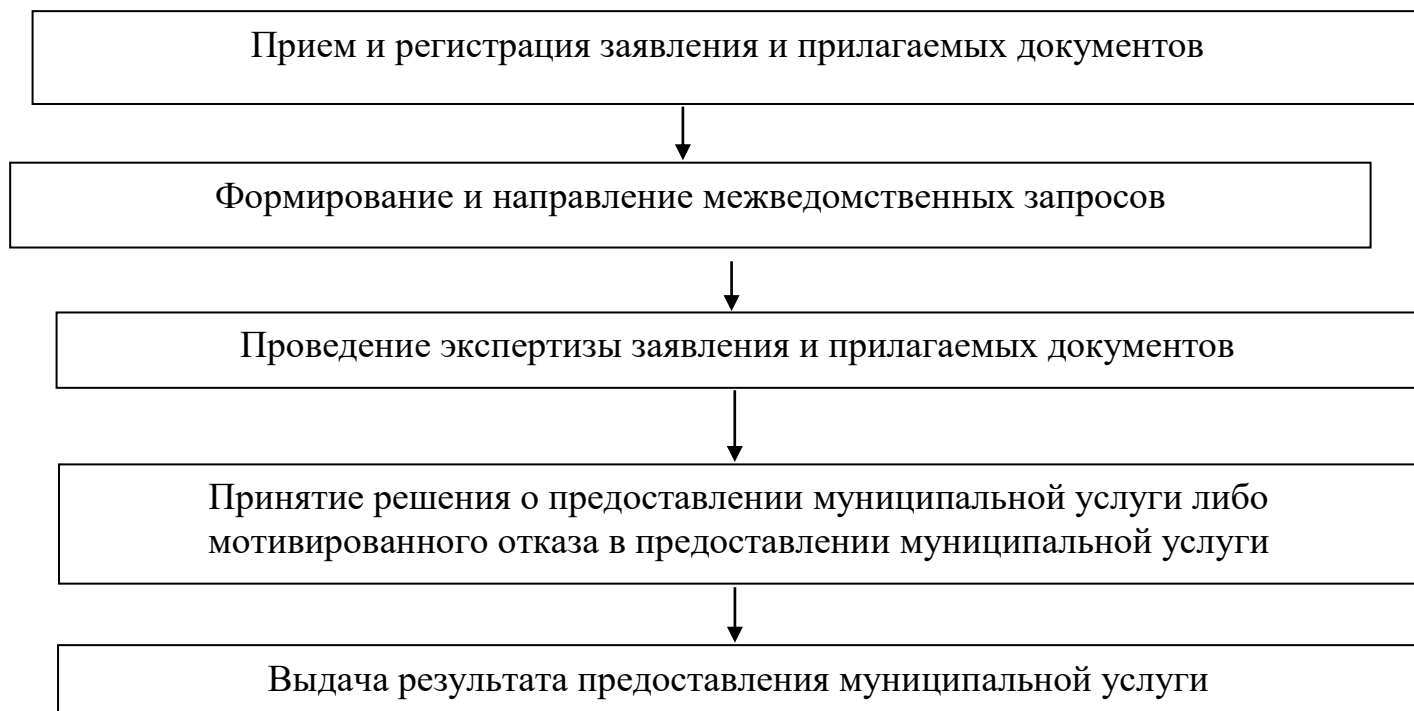 Прием и регистрация заявления и прилагаемых документов
Формирование и направление межведомственных запросов
Проведение экспертизы заявления и прилагаемых документов
Принятие решения о предоставлении муниципальной услуги либо
мотивированного отказа в предоставлении муниципальной услуги
Выдача результата предоставления муниципальной услуги